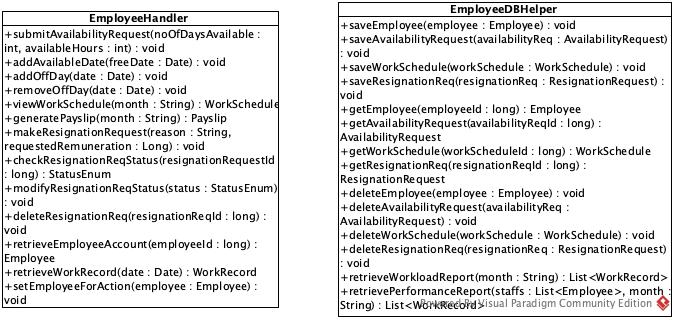 EmployeeHandler
+submitAvailabilityRequest(noOfDaysAvailable :
int, availableHours : int) : void
+addAvailableDate(freeDate : Date) : void
+addOffDay(date : Date) : void
+removeOffDay(date : Date) : void
+viewWorkSchedule(month : String) : WorkSchedule
+generatePayslip(month : String) : Payslip
+makeResignationRequest(reason : String,
requestedRemuneration : Long) : void
+checkResignationReqStatus(resignationRequestId
: long) : StatusEnum
+modifyResignationReqStatus(status : StatusEnum)
: void
+deleteResignationReq(resignationReqId : long) :
void
+retrieveEmployeeAccount(employeeId : long) :
Employee
+retrieveWorkRecord(date : Date) : WorkRecord
+setEmployeeForAction(employee : Employee) :
void
EmployeeDBHelper
+saveEmployee(employee : Employee) : void
+saveAvailabilityRequest(availabilityReq : AvailabilityRequest)
: void
+saveWorkSchedule(workSchedule : WorkSchedule) : void
+saveResignationReq(resignationReq : ResignationRequest) :
void
+getEmployee(employeeId : long) : Employee
+getAvailabilityRequest(availabilityReqId : long) :
AvailabilityRequest
+getWorkSchedule(workScheduleId : long) : WorkSchedule
+getResignationReq(resignationReqId : long) :
ResignationRequest
+deleteEmployee(employee : Employee) : void
+deleteAvailabilityRequest(availabilityReq :
AvailabilityRequest) : void
+deleteWorkSchedule(workSchedule : WorkSchedule) : void
+deleteResignationReq(resignationReq : ResignationRequest)
: void
+retrieveWorkloadReport(month : String) : List<WorkRecord>
+retrievePerformanceReport(staffs : List<Employee>, month :
String) : List<WorkRecord>
Powered By Visual Paradigm Community Edition